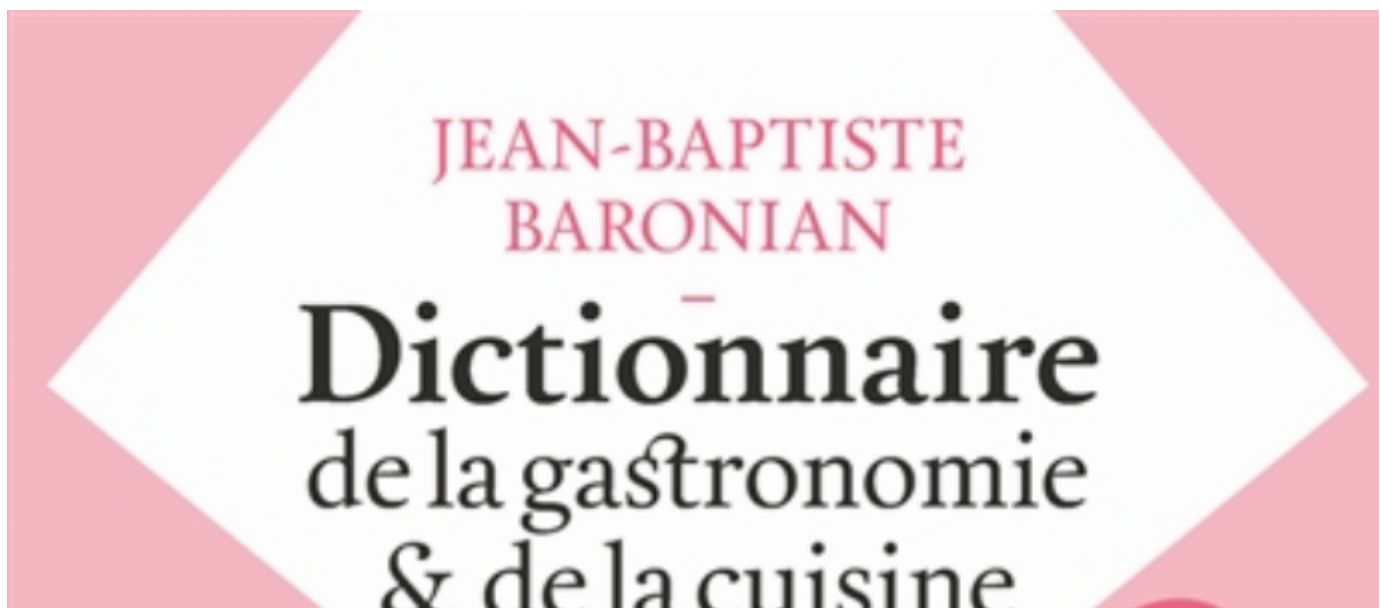 JEAN-BAPTISTE
BARONIAN
–
Dictionnaire
de la gastronomie
& de la cuisine